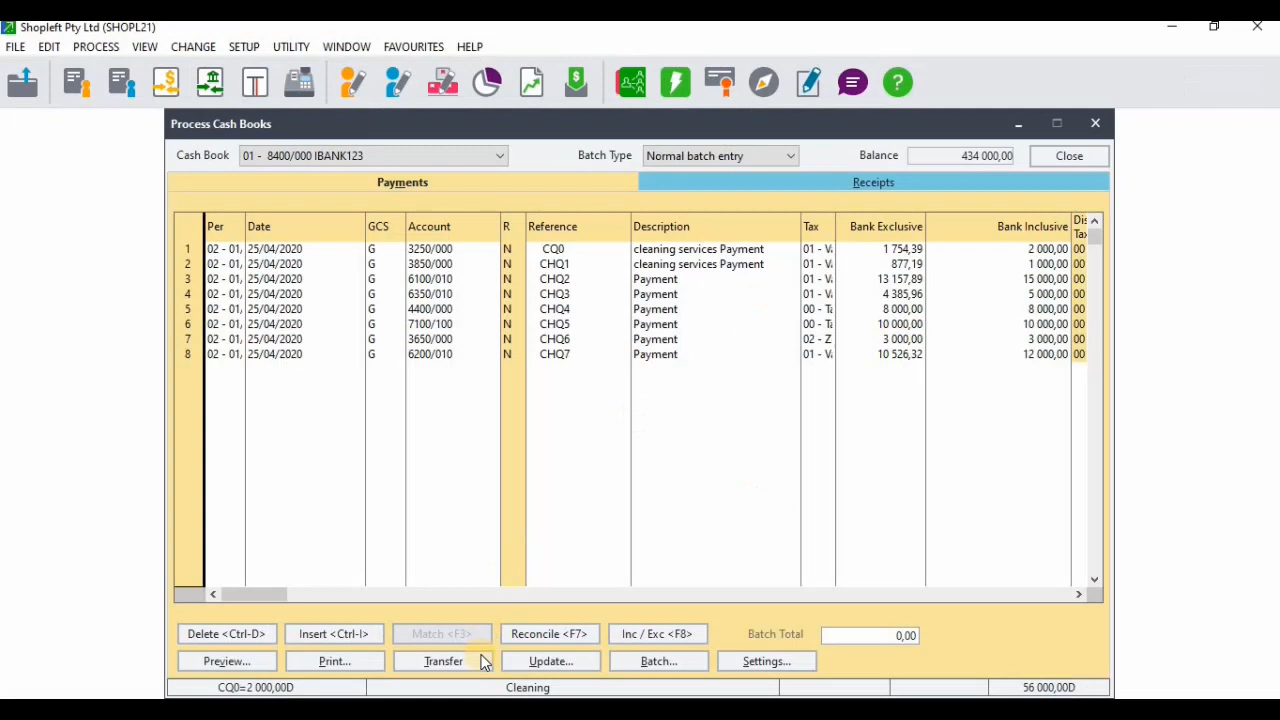 Shopleft Pty Ltd (SHOPL21)
FILE EDIT PROCESS VIEW CHANGE SETUP UTILITY WINDOW FAVOURITES HELP
Process Cash Books
Cash Book 01 - 8400/000 IBANK123 Batch Type Normal batch entry Balance 434 000,00 Close
Payments Receipts
Per Date GCS Account R Reference Description Tax Bank Exclusive Bank Inclusive Dis Tax
1 02 - 01, 25/04/2020 G 3250/000 N CQ0 cleaning services Payment 01 - V 1 754,39 2 000,00 00
2 02 - 01, 25/04/2020 G 3850/000 N CHQ1 cleaning services Payment 01 - V 877,19 1 000,00 00
3 02 - 01, 25/04/2020 G 6100/010 N CHQ2 Payment 01 - V 13 157,89 15 000,00 00
4 02 - 01, 25/04/2020 G 6350/010 N CHQ3 Payment 01 - V 4 385,96 5 000,00 00
5 02 - 01, 25/04/2020 G 4400/000 N CHQ4 Payment 00 - Ta 8 000,00 8 000,00 00
6 02 - 01, 25/04/2020 G 7100/100 N CHQ5 Payment 00 - Ta 10 000,00 10 000,00 00
7 02 - 01, 25/04/2020 G 3650/000 N CHQ6 Payment 02 - Z 3 000,00 3 000,00 00
8 02 - 01, 25/04/2020 G 6200/010 N CHQ7 Payment 01 - V 10 526,32 12 000,00 00
Delete <Ctrl-D> Insert <Ctrl-I> Match <F3> Reconcile <F7> Inc / Exc <F8> Batch Total 0,00
Preview... Print... Transfer Update... Batch... Settings...
CQ0=2 000,00D Cleaning 56 000,00D